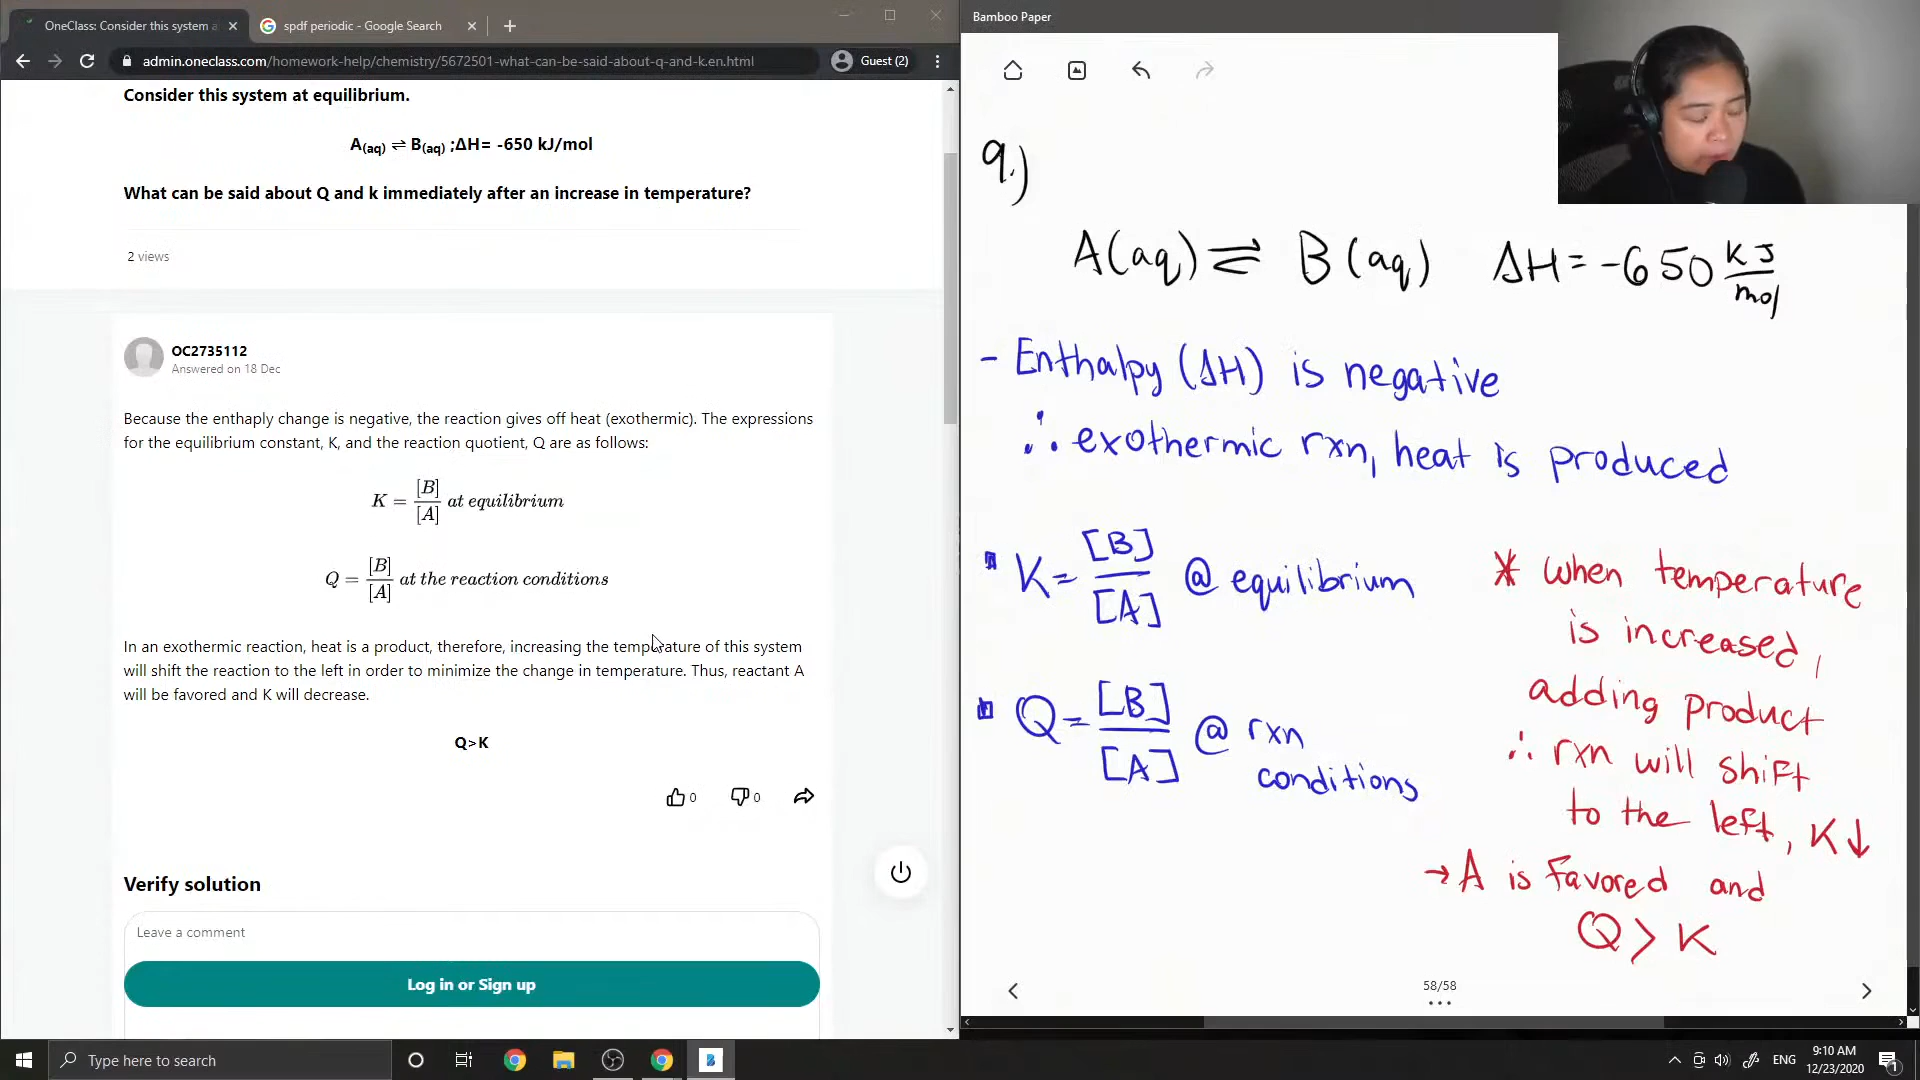 OneClass: Consider this system a
spdf periodic - Google Search
admin.oneclass.com/homework-help/chemistry/5672501-what-can-be-said-about-q-and-k.en.html
Guest (2)
Consider this system at equilibrium.
A(aq) ⇌ B(aq) ;ΔH= -650 kJ/mol
What can be said about Q and k immediately after an increase in temperature?
2 views
OC2735112
Answered on 18 Dec
Because the enthaply change is negative, the reaction gives off heat (exothermic). The expressions
for the equilibrium constant, K, and the reaction quotient, Q are as follows:
K = [B]/[A] at equilibrium
Q = [B]/[A] at the reaction conditions
In an exothermic reaction, heat is a product, therefore, increasing the temperature of this system
will shift the reaction to the left in order to minimize the change in temperature. Thus, reactant A
will be favored and K will decrease.
Q>K
0
0
Verify solution
Leave a comment
Log in or Sign up
Bamboo Paper
9.)
A(aq) ⇌ B(aq) ΔH = -650 kJ/mol
- Enthalpy (ΔH) is negative
∴ exothermic rxn, heat is produced
K = [B]/[A] @ equilibrium
Q = [B]/[A] @ rxn
conditions
* when temperature
is increased,
adding product
∴ rxn will shift
to the left, K↓
→ A is favored and
Q > K
58/58
Type here to search
ENG
9:10 AM
12/23/2020
1